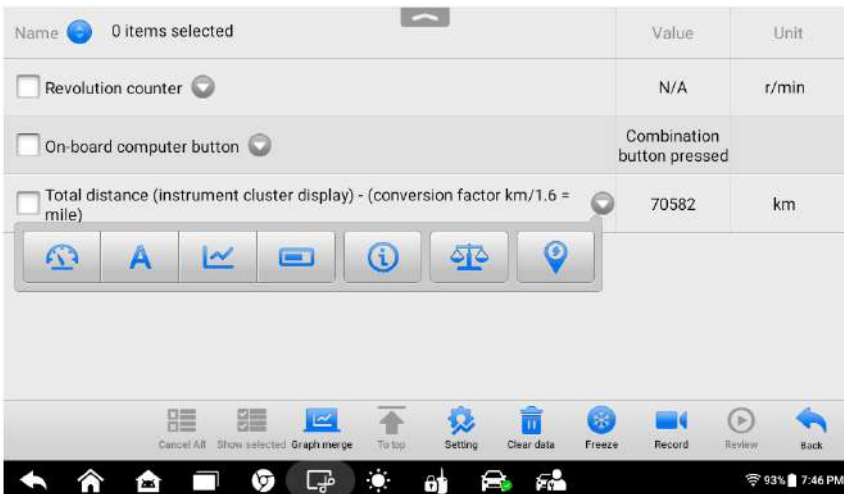 Name 0 items selected Value Unit
Revolution counter N/A r/min
On-board computer button Combination
button pressed
Total distance (instrument cluster display) - (conversion factor km/1.6 =
mile) 70582 km
A
Cancel All Show selected Graph merge To top Setting Clear data Freeze Record Review Back
93% 7:46 PM